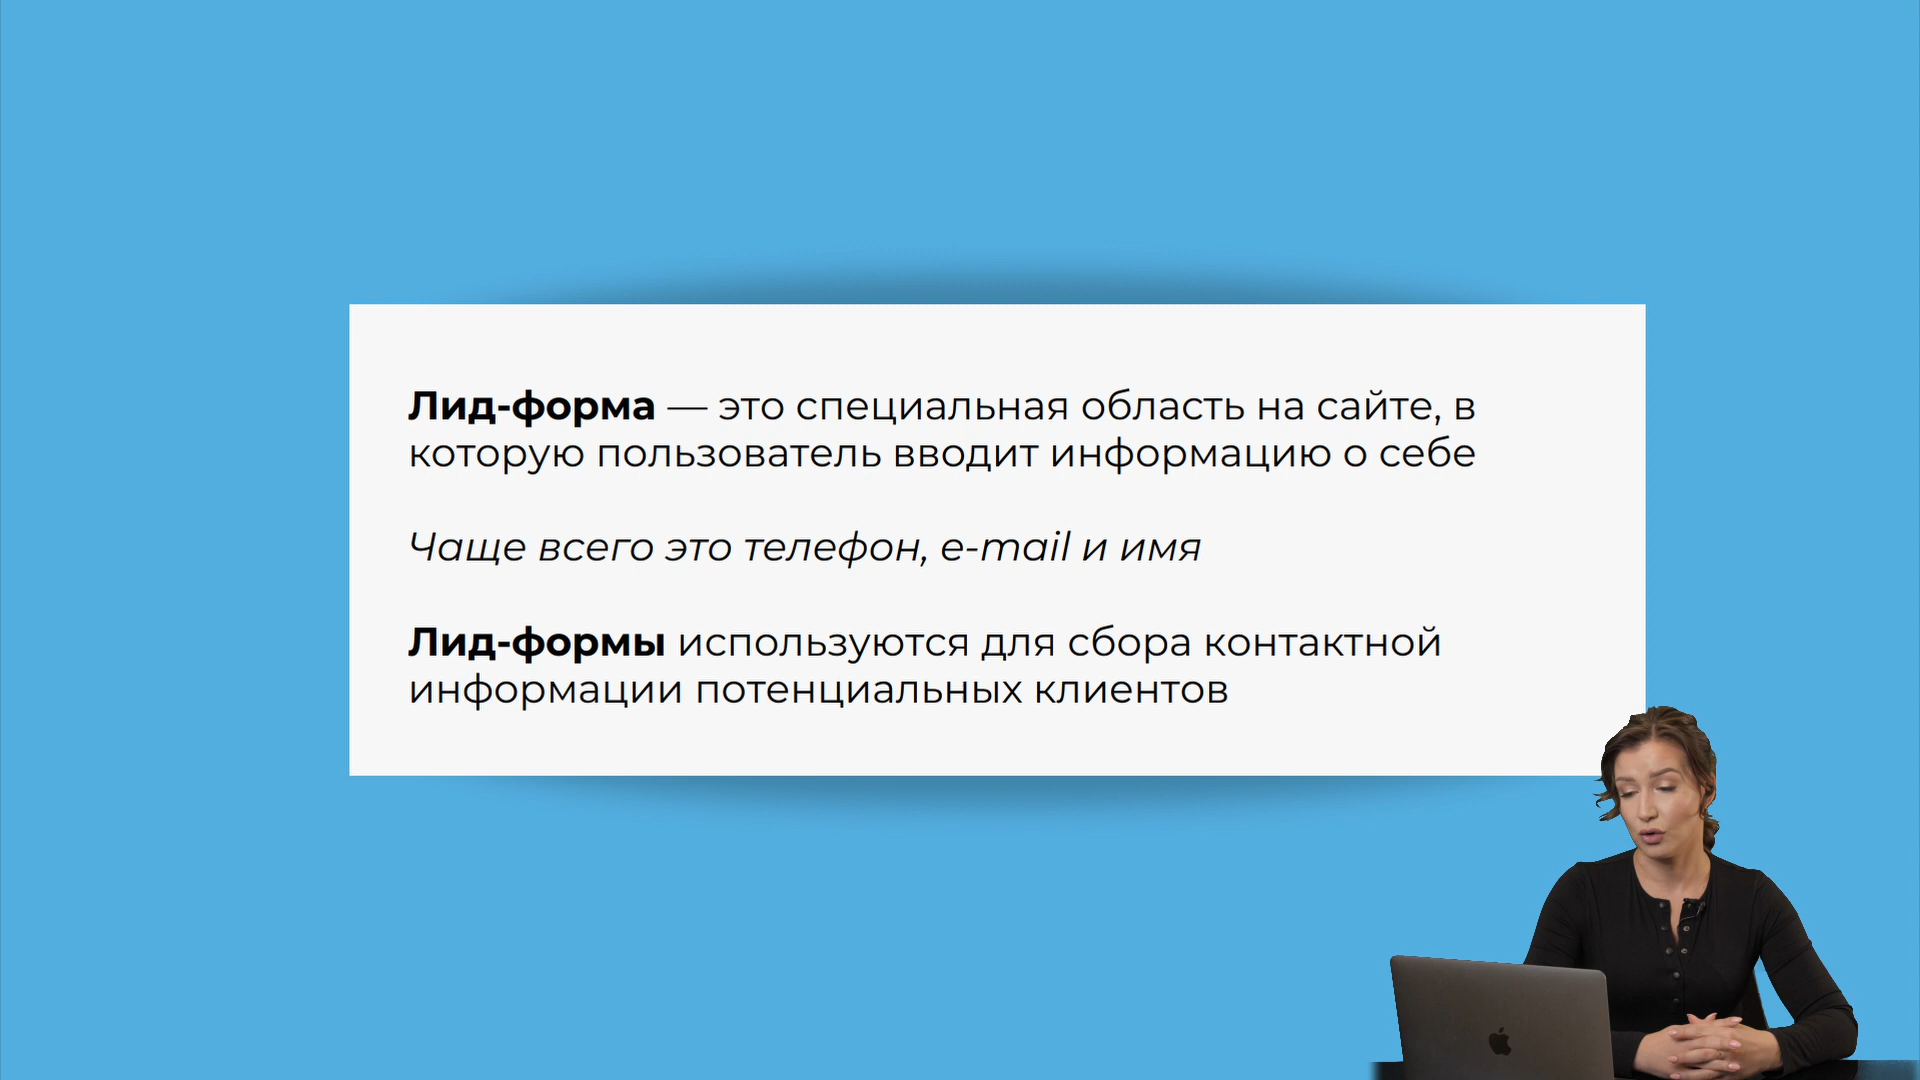 Лид-форма — это специальная область на сайте, в
которую пользователь вводит информацию о себе
Чаще всего это телефон, e-mail и имя
Лид-формы используются для сбора контактной
информации потенциальных клиентов